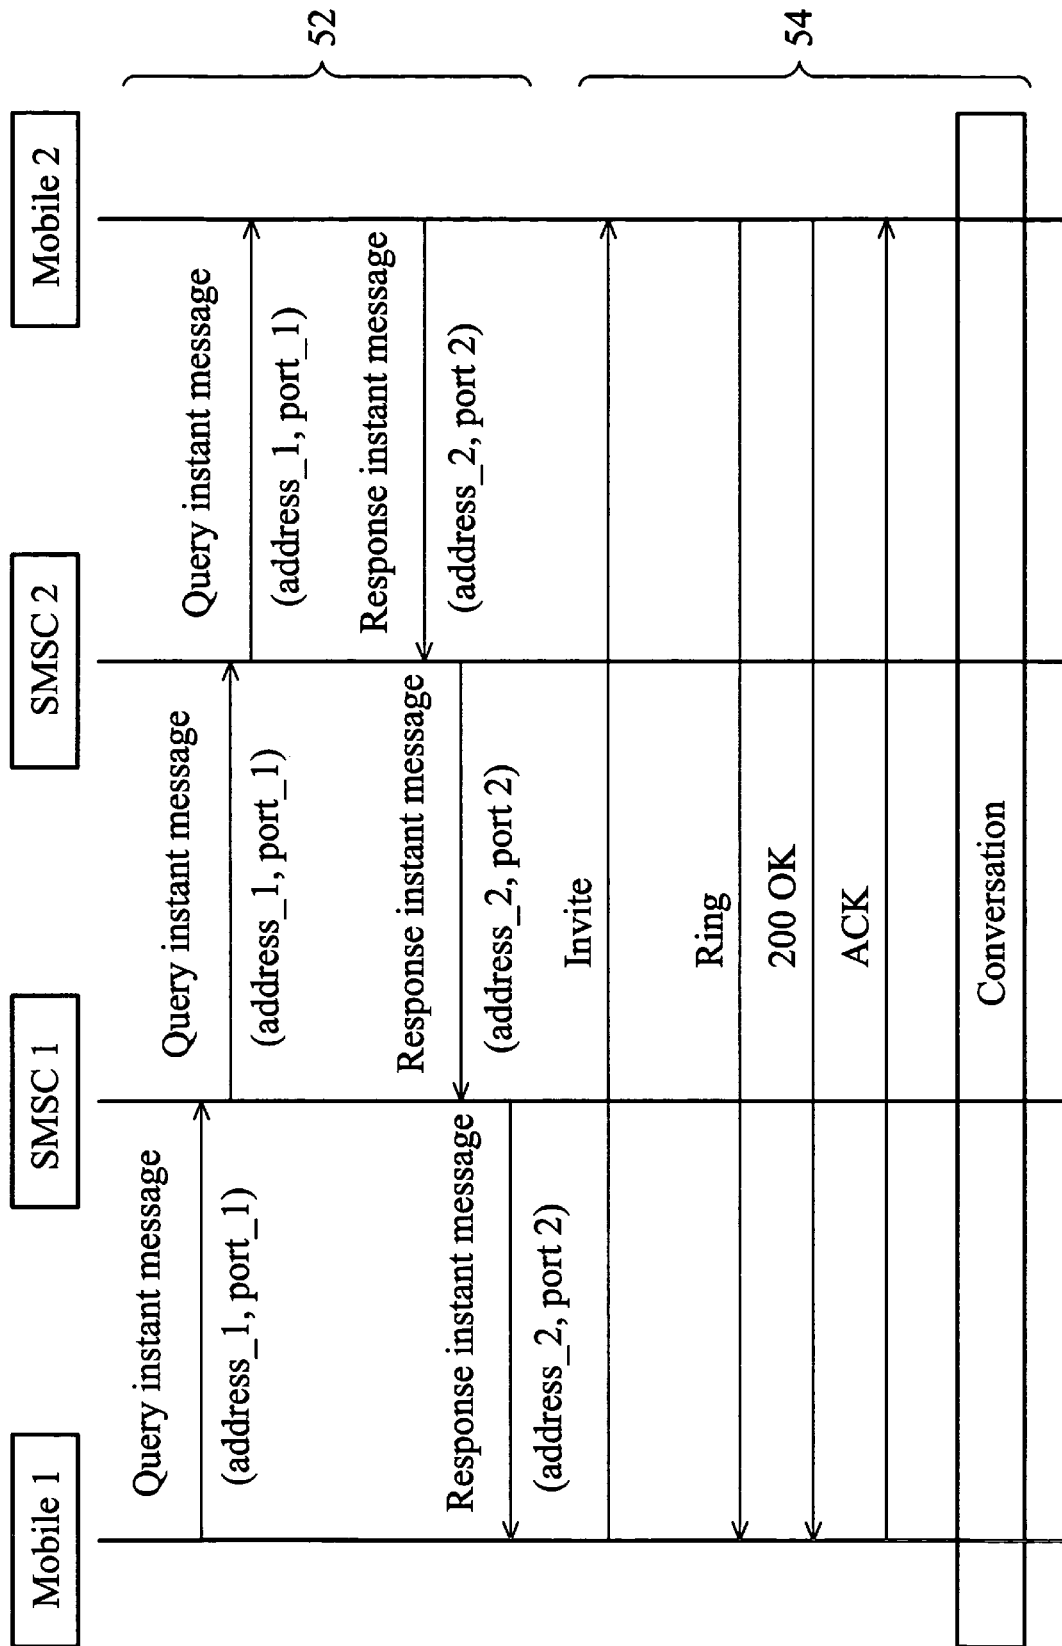 Mobile 1
SMSC 1
SMSC 2
Mobile 2
Query instant message
(address_1, port_1)
Query instant message
(address_1, port_1)
Query instant message
(address_1, port_1)
Response instant message
(address_2, port 2)
Response instant message
(address_2, port 2)
Response instant message
(address_2, port 2)
52
Invite
Ring
200 OK
ACK
Conversation
54